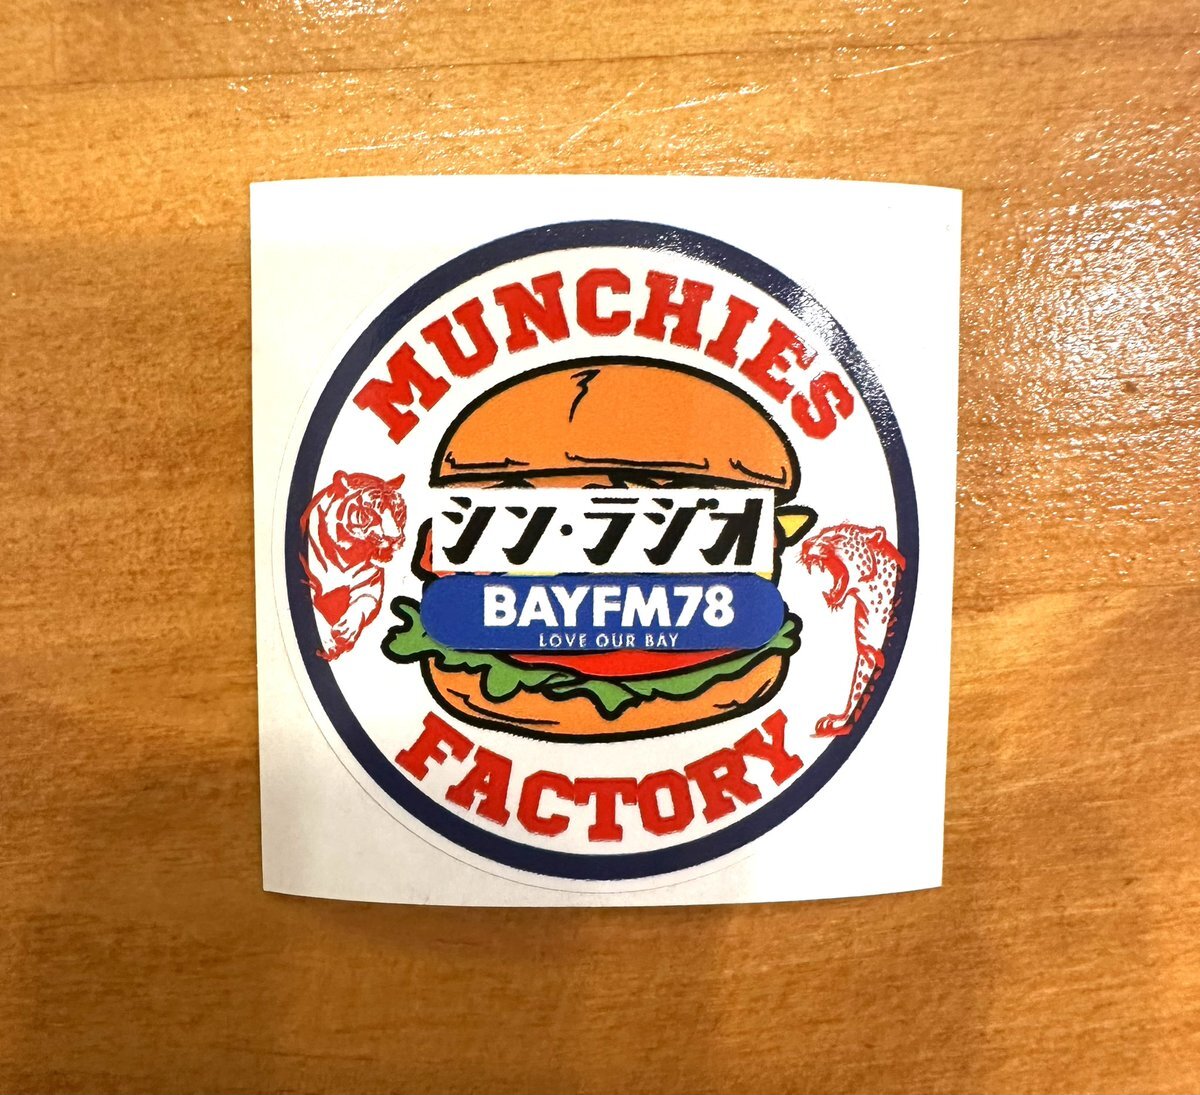 MUNCHIES
シン・ラジオ
BAYFM78
LOVE OUR BAY
FACTORY